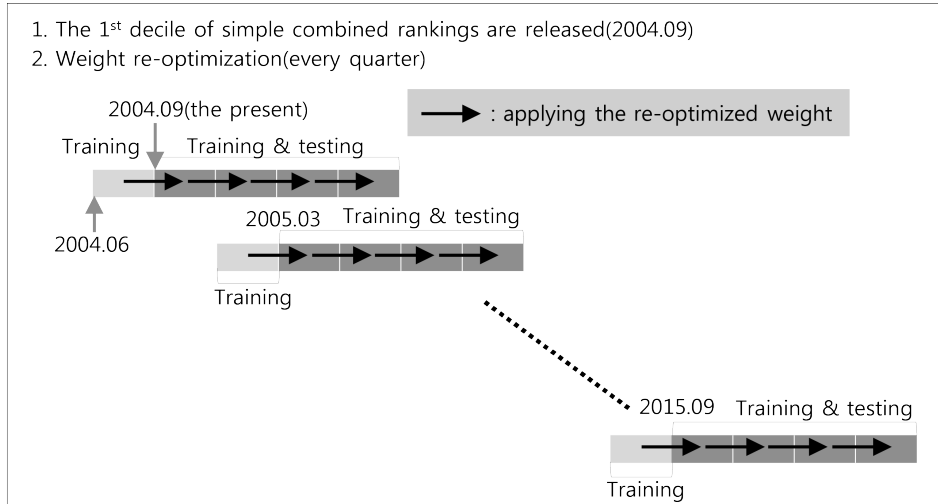 1. The 1st decile of simple combined rankings are released(2004.09)
2. Weight re-optimization(every quarter)
2004.09(the present)
: applying the re-optimized weight
Training
Training & testing
2004.06
2005.03
Training & testing
Training
2015.09
Training & testing
Training